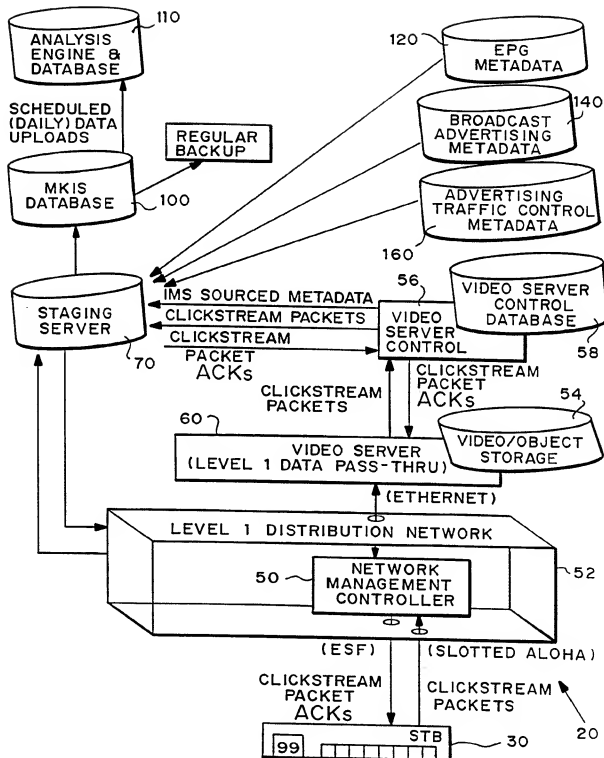 110
ANALYSIS
ENGINE &
DATABASE
120
EPG
METADATA
SCHEDULED
(DAILY) DATA
UPLOADS
REGULAR
BACKUP
BROADCAST
ADVERTISING
METADATA
140
MKIS
DATABASE
100
ADVERTISING
TRAFFIC CONTROL
METADATA
160
STAGING
SERVER
70
IMS SOURCED METADATA
CLICKSTREAM PACKETS
CLICKSTREAM
PACKET
ACKs
56
VIDEO
SERVER
CONTROL
VIDEO SERVER
CONTROL
DATABASE
58
CLICKSTREAM
PACKETS
CLICKSTREAM
PACKET
ACKs
54
VIDEO/OBJECT
STORAGE
60
VIDEO SERVER
(LEVEL 1 DATA PASS-THRU)
(ETHERNET)
LEVEL 1 DISTRIBUTION NETWORK
50
NETWORK
MANAGEMENT
CONTROLLER
52
(ESF)
(SLOTTED ALOHA)
CLICKSTREAM
PACKET
ACKs
CLICKSTREAM
PACKETS
20
STB
99
30